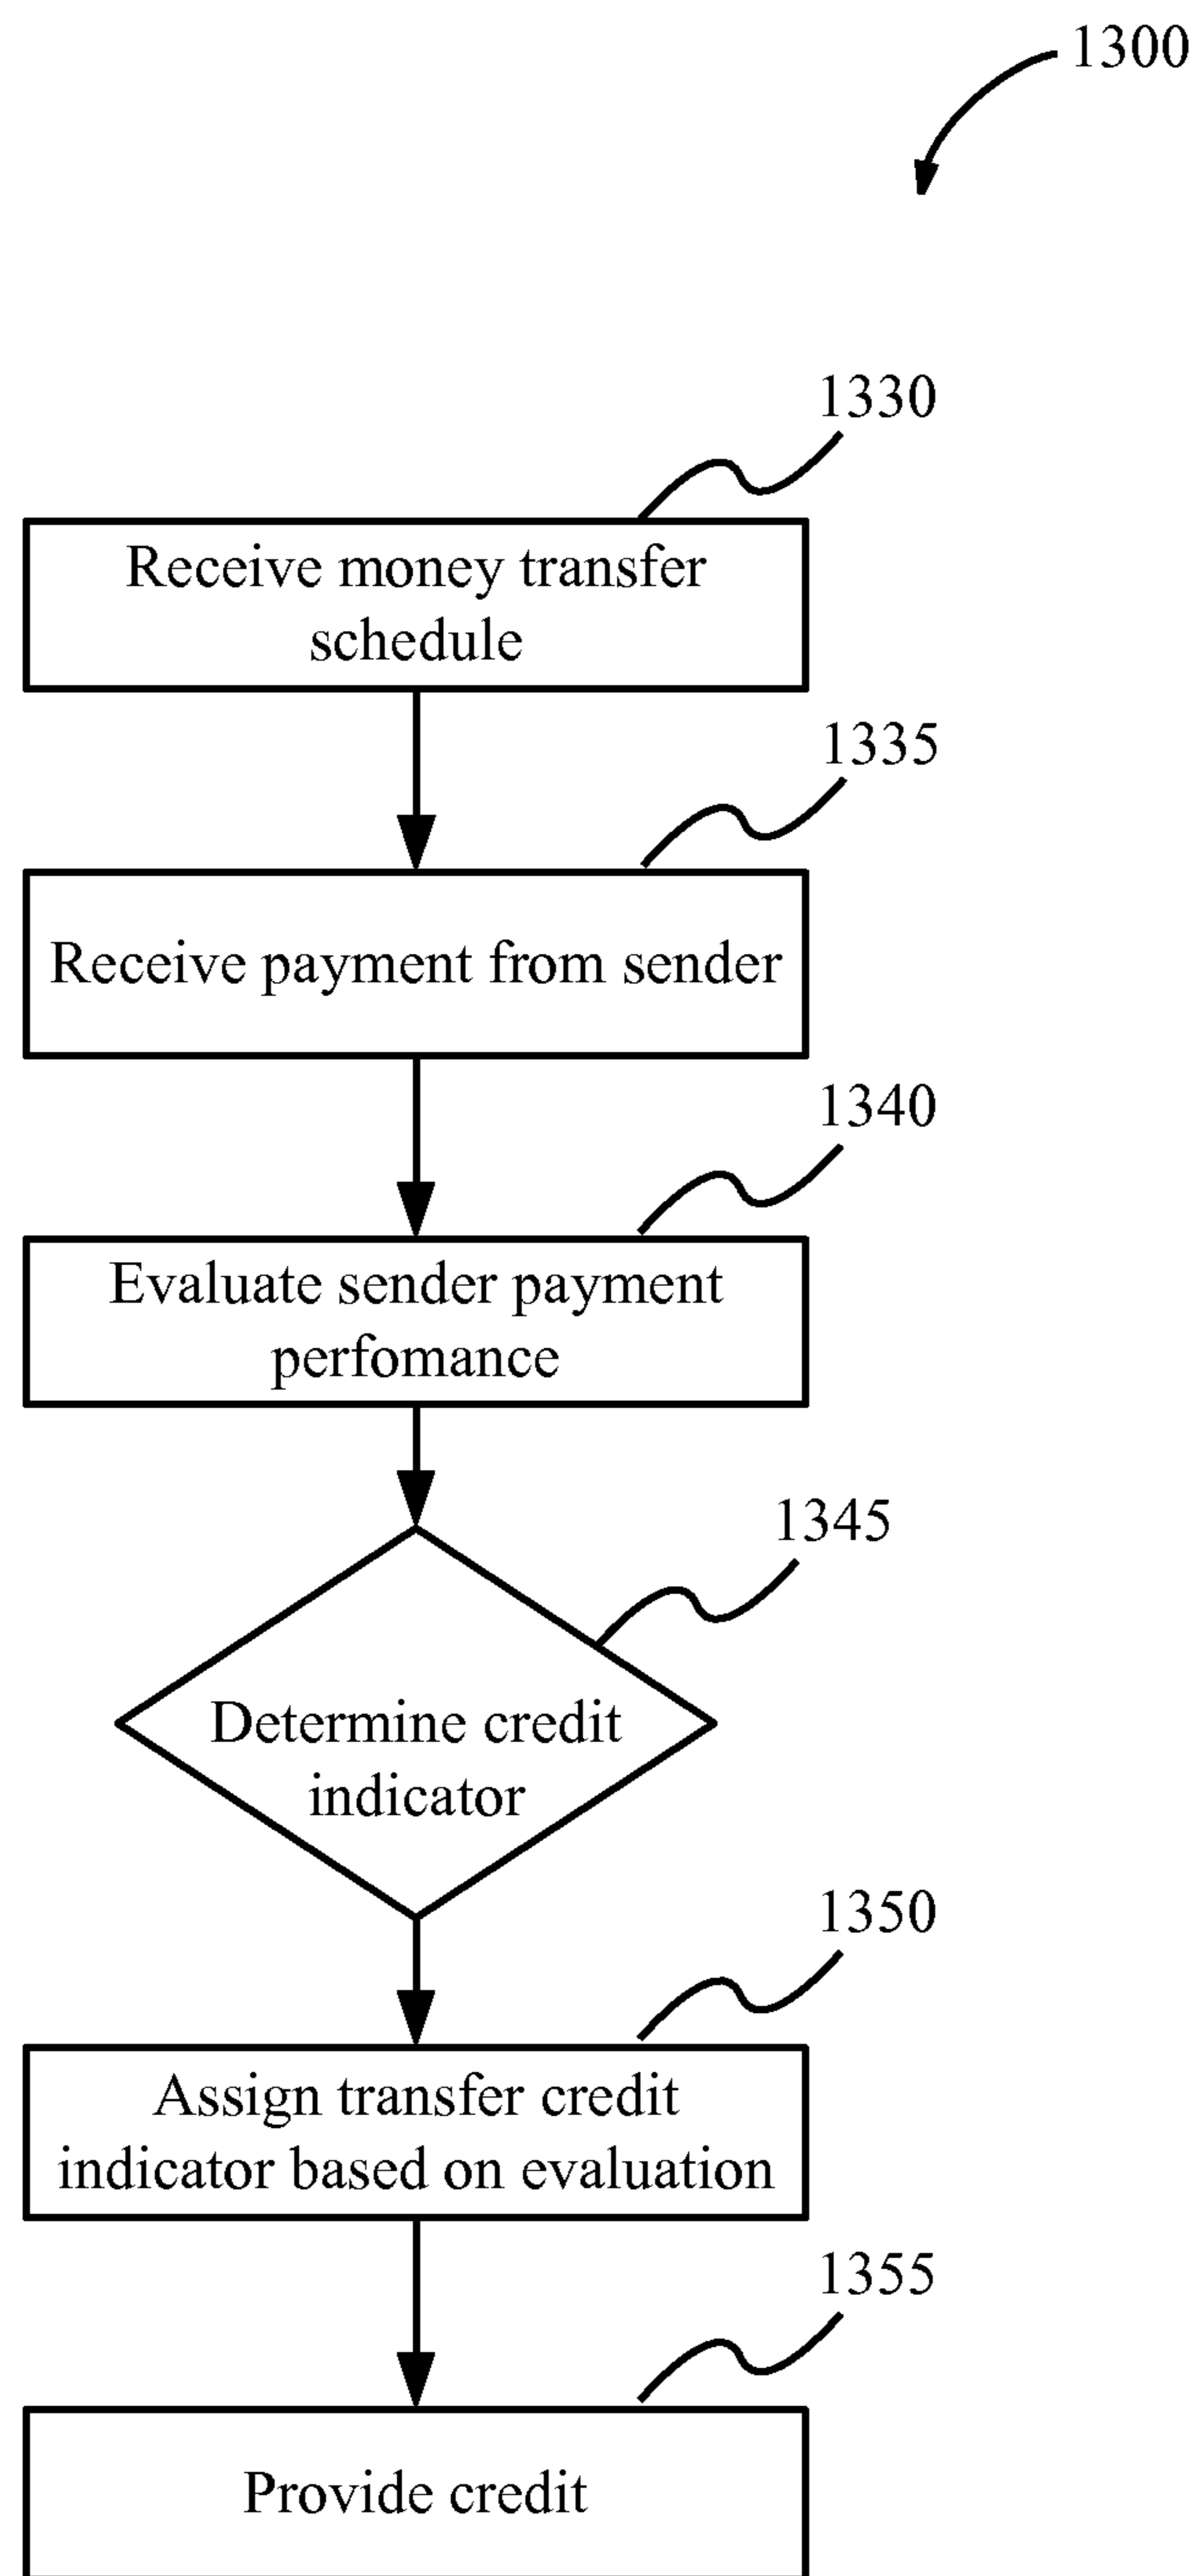 1300
1330
Receive money transfer
schedule
1335
Receive payment from sender
1340
Evaluate sender payment
perfomance
1345
Determine credit
indicator
1350
Assign transfer credit
indicator based on evaluation
1355
Provide credit